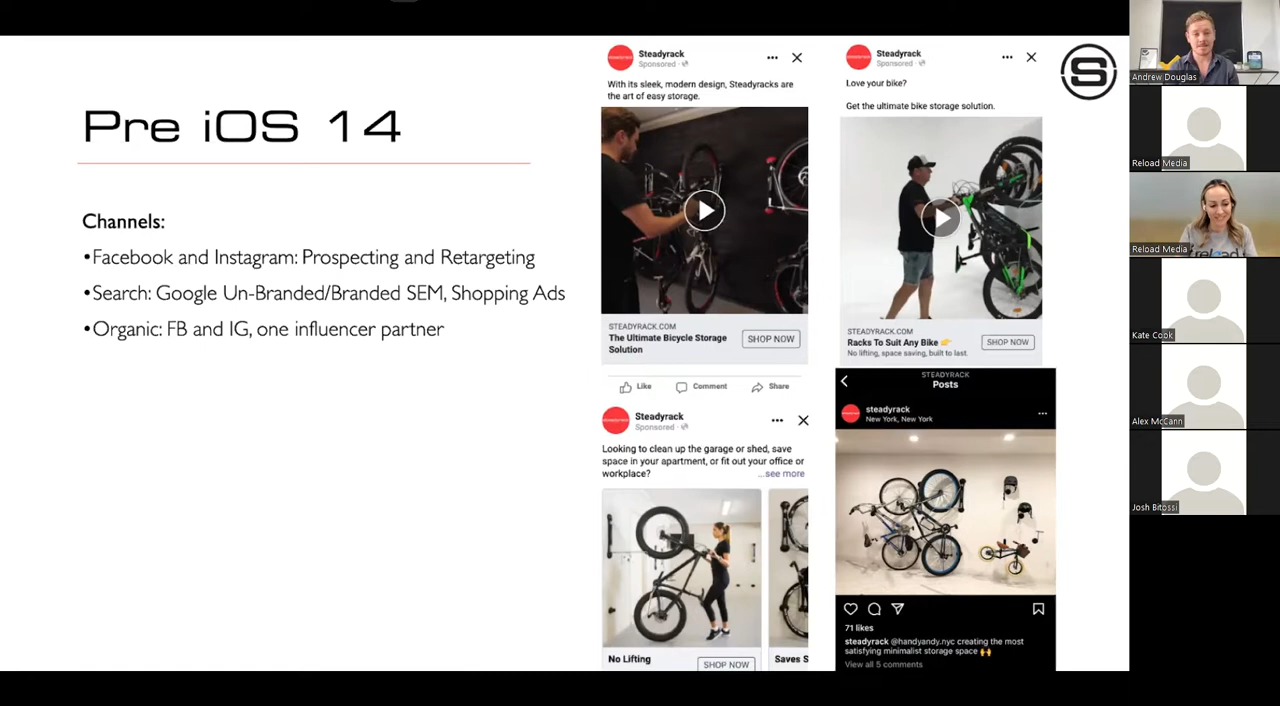 Pre iOS 14
Channels:
•Facebook and Instagram: Prospecting and Retargeting
•Search: Google Un-Branded/Branded SEM, Shopping Ads
•Organic: FB and IG, one influencer partner
Steadyrack
Sponsored ·
With its sleek, modern design, Steadyracks are
the art of easy storage.
STEADYRACK.COM
The Ultimate Bicycle Storage
Solution
SHOP NOW
Like
Comment
Share
Steadyrack
Sponsored ·
Love your bike?
Get the ultimate bike storage solution.
STEADYRACK.COM
Racks To Suit Any Bike 👉
No lifting, space saving, built to last.
SHOP NOW
Steadyrack
Sponsored ·
Looking to clean up the garage or shed, save
space in your apartment, or fit out your office or
workplace?
...see more
No Lifting
SHOP NOW
Saves S
STEADYRACK
Posts
steadyrack
New York, New York
71 likes
steadyrack @handyandy.nyc creating the most
satisfying minimalist storage space 🙌
View all 5 comments
S
Andrew Douglas
Reload Media
Reload Media
Kate Cook
Alex McCann
Josh Bitossi